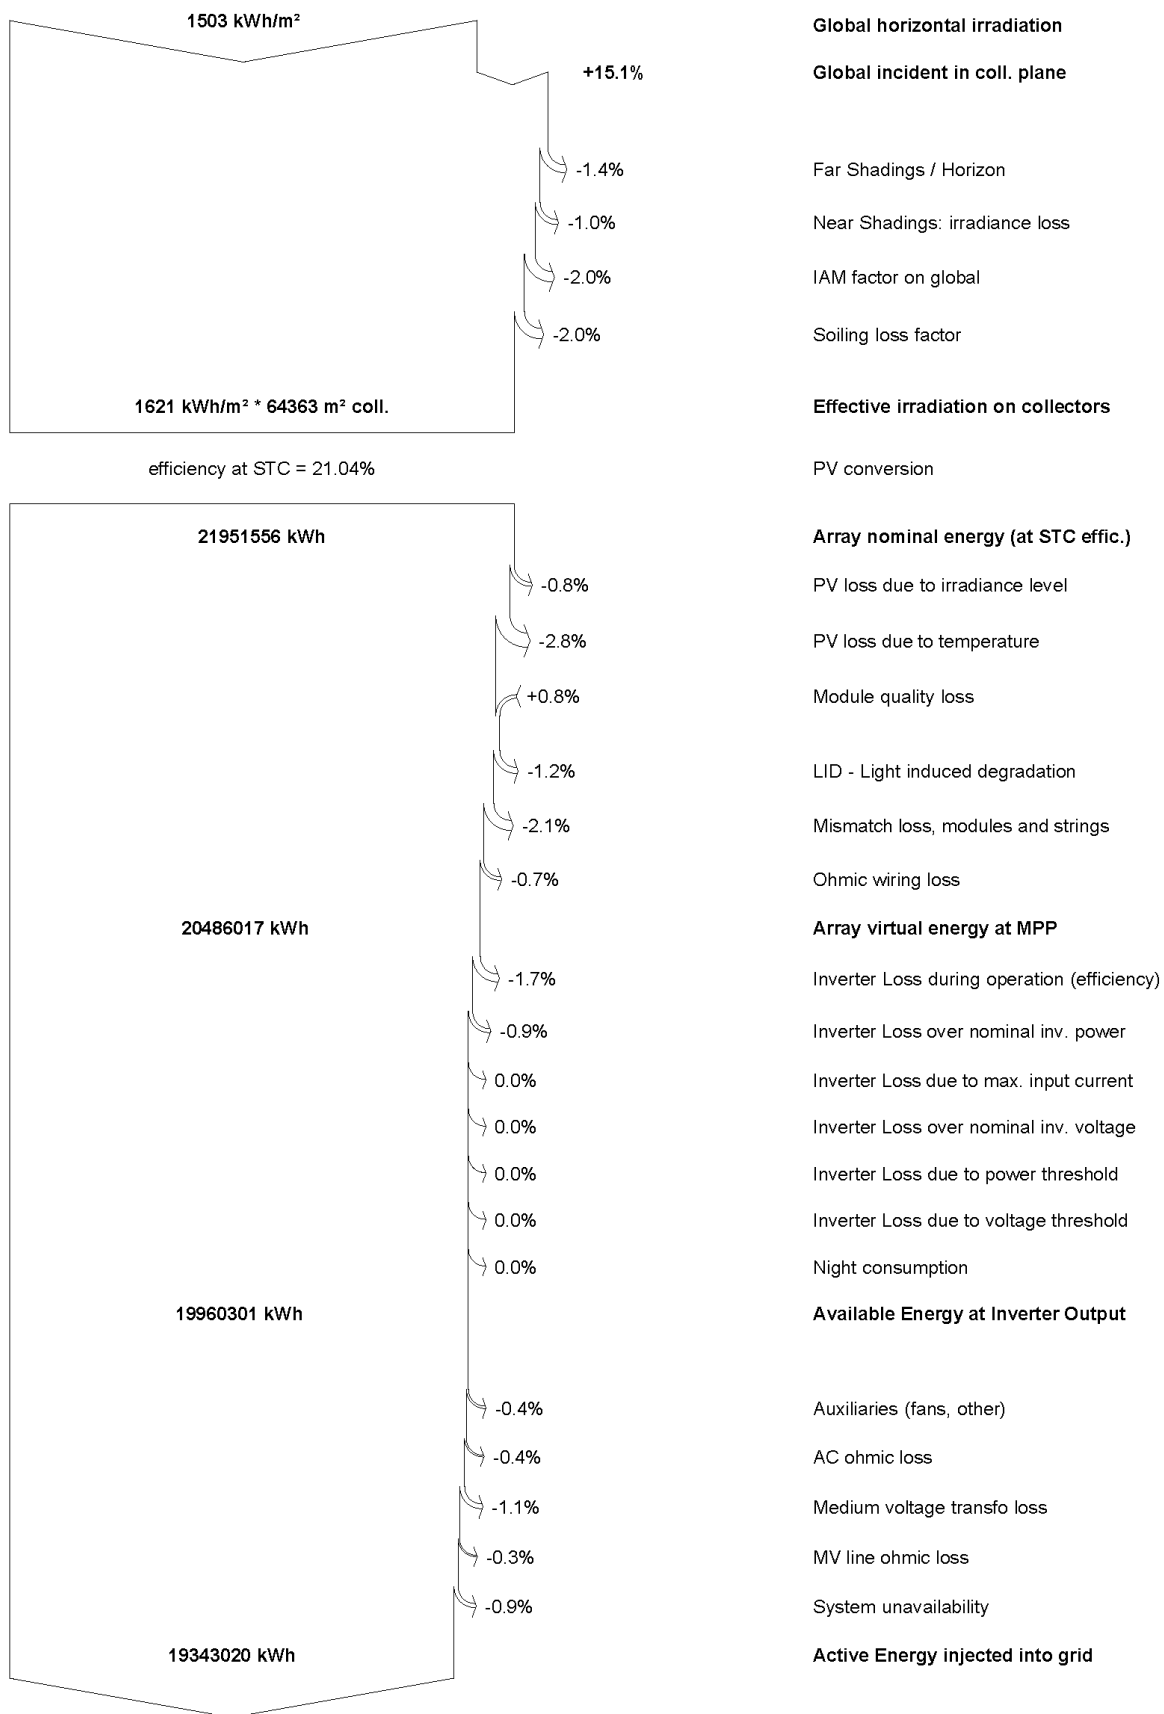 1503 kWh/m² Global horizontal irradiation
+15.1% Global incident in coll. plane
-1.4% Far Shadings / Horizon
-1.0% Near Shadings: irradiance loss
-2.0% IAM factor on global
-2.0% Soiling loss factor
1621 kWh/m² * 64363 m² coll. Effective irradiation on collectors
efficiency at STC = 21.04% PV conversion
21951556 kWh Array nominal energy (at STC effic.)
-0.8% PV loss due to irradiance level
-2.8% PV loss due to temperature
+0.8% Module quality loss
-1.2% LID - Light induced degradation
-2.1% Mismatch loss, modules and strings
-0.7% Ohmic wiring loss
20486017 kWh Array virtual energy at MPP
-1.7% Inverter Loss during operation (efficiency)
-0.9% Inverter Loss over nominal inv. power
0.0% Inverter Loss due to max. input current
0.0% Inverter Loss over nominal inv. voltage
0.0% Inverter Loss due to power threshold
0.0% Inverter Loss due to voltage threshold
0.0% Night consumption
19960301 kWh Available Energy at Inverter Output
-0.4% Auxiliaries (fans, other)
-0.4% AC ohmic loss
-1.1% Medium voltage transfo loss
-0.3% MV line ohmic loss
-0.9% System unavailability
19343020 kWh Active Energy injected into grid